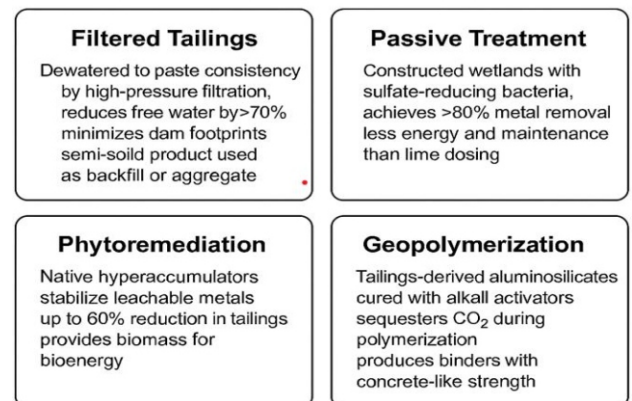 Filtered Tailings
Dewatered to paste consistency
by high-pressure filtration,
reduces free water by>70%
minimizes dam footprints
semi-soild product used
as backfill or aggregate
Passive Treatment
Constructed wetlands with
sulfate-reducing bacteria,
achieves >80% metal removal
less energy and maintenance
than lime dosing
Phytoremediation
Native hyperaccumulators
stabilize leachable metals
up to 60% reduction in tailings
provides biomass for
bioenergy
Geopolymerization
Tailings-derived aluminosilicates
cured with alkall activators
sequesters CO₂ during
polymerization
produces binders with
concrete-like strength